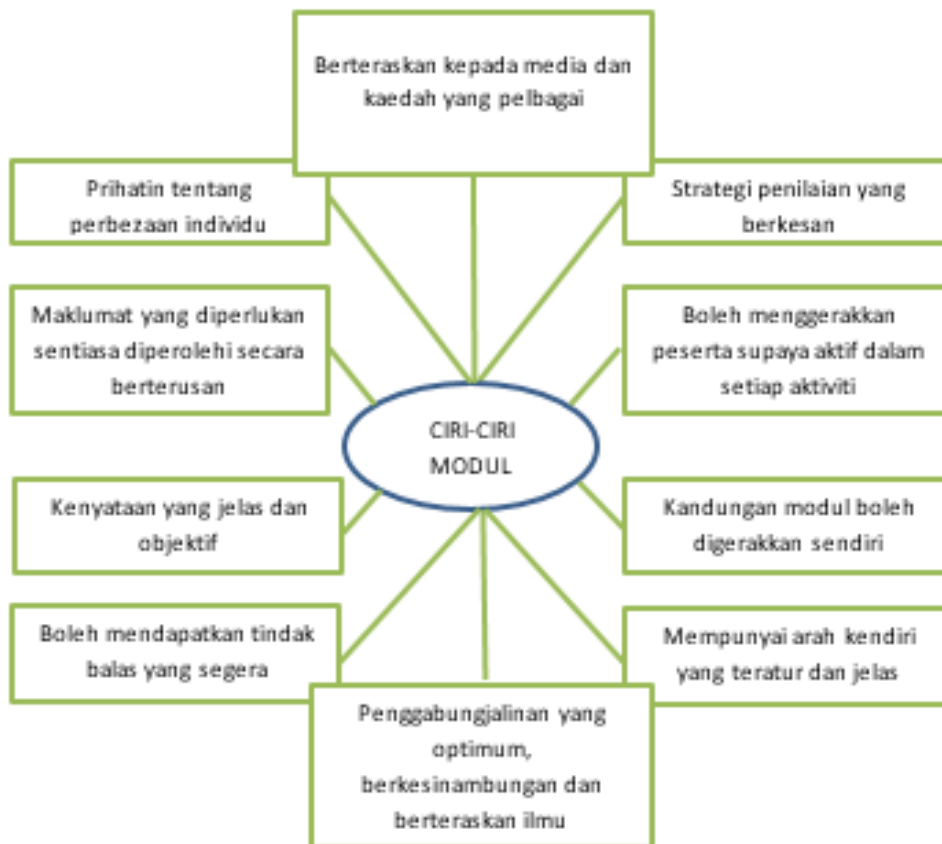 Berteraskan kepada media dan
kaedah yang pelbagai
Prihatin tentang
perbezaan individu
Strategi penilaian yang
berkesan
Maklumat yang diperlukan
sentiasa diperolehi secara
berterusan
Boleh menggerakkan
peserta supaya aktif dalam
setiap aktiviti
CIRI-CIRI
MODUL
Kenyataan yang jelas dan
objektif
Kandungan modul boleh
digerakkan sendiri
Boleh mendapatkan tindak
balas yang segera
Mempunyai arah kendiri
yang teratur dan jelas
Penggabungjalinan yang
optimum,
berkesinambungan dan
berteraskan ilmu